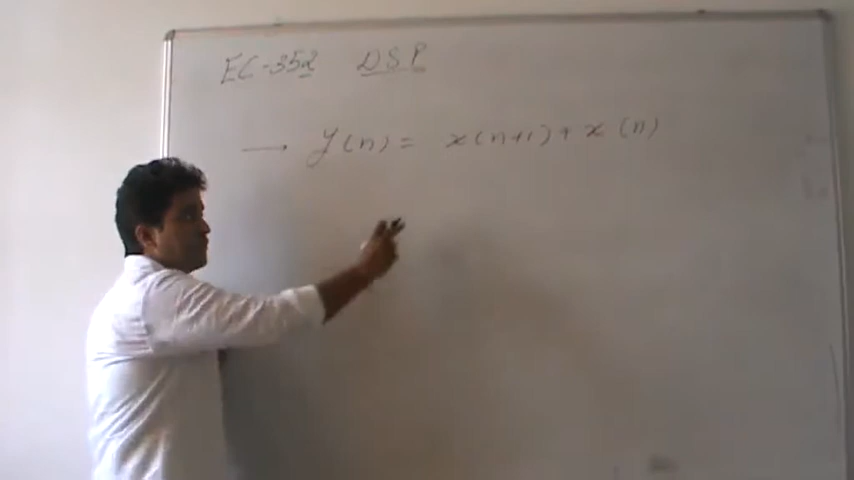 EC-352 DSP
→ y(n) = x(n+1) + x(n)